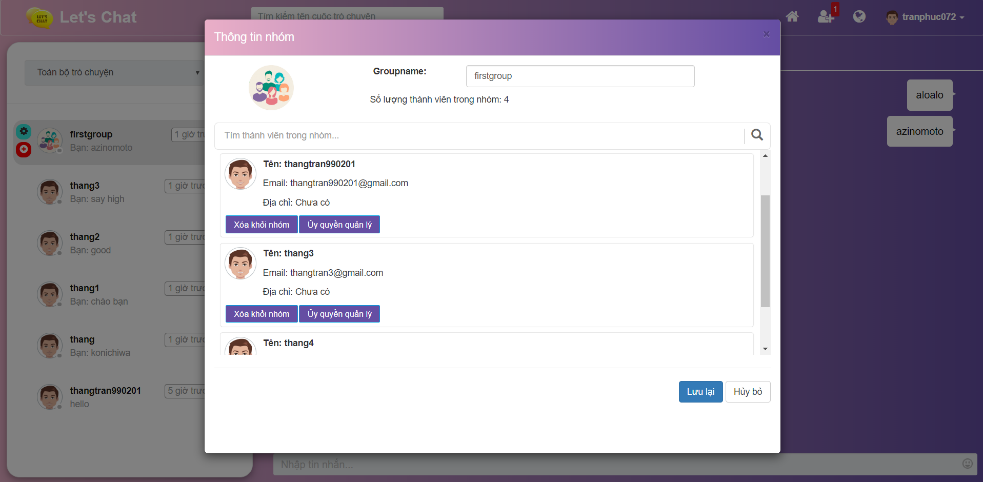 LET'S CHAT
Let's Chat
Tìm kiếm tên cuộc trò chuyện
1
tranphuc072
Toàn bộ trò chuyện
firstgroup
1 giờ trư
Bạn: azinomoto
thang3
1 giờ trư
Bạn: say high
thang2
1 giờ trư
Bạn: good
thang1
1 giờ trư
Bạn: chào bạn
thang
1 giờ trư
Bạn: konichiwa
thangtran990201
5 giờ trư
hello
Thông tin nhóm
×
Groupname:
firstgroup
Số lượng thành viên trong nhóm: 4
Tìm thành viên trong nhóm...
Tên: thangtran990201
Email: thangtran990201@gmail.com
Địa chỉ: Chưa có
Xóa khỏi nhóm
Ủy quyền quản lý
Tên: thang3
Email: thangtran3@gmail.com
Địa chỉ: Chưa có
Xóa khỏi nhóm
Ủy quyền quản lý
Tên: thang4
Lưu lại
Hủy bỏ
aloalo
azinomoto
Nhập tin nhắn...